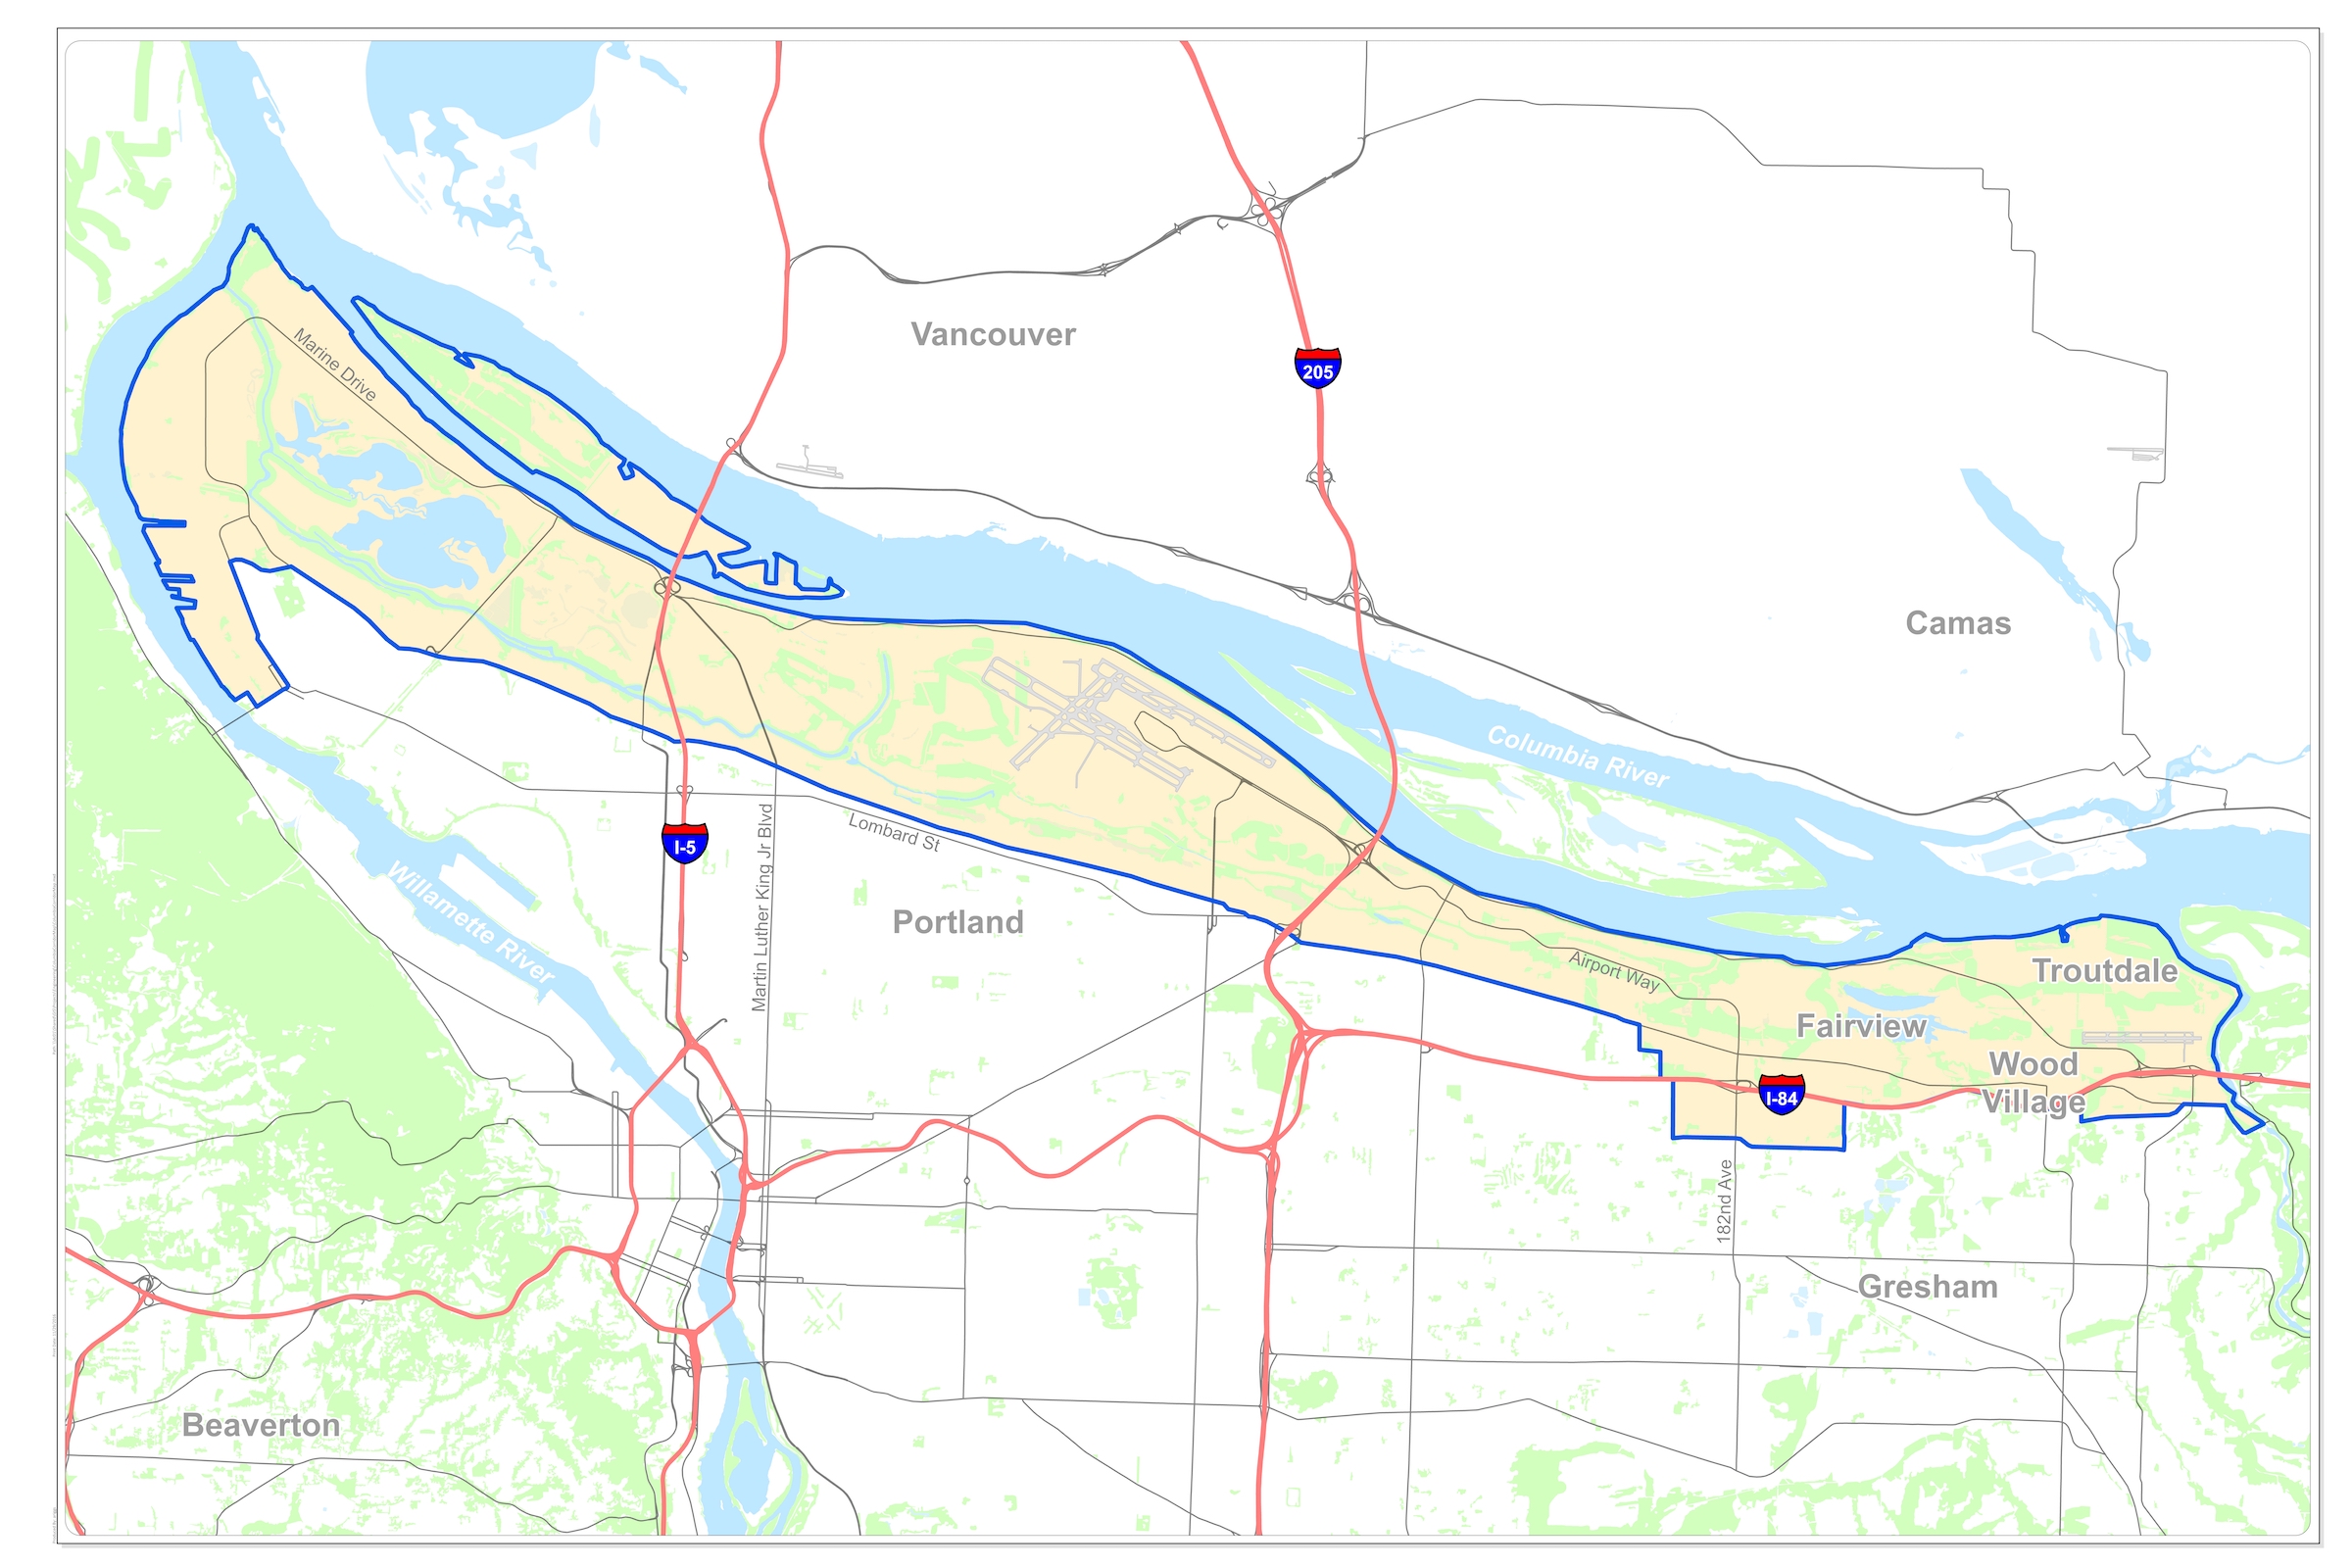 Vancouver
Marine Drive
205
Camas
Columbia River
I-5
Martin Luther King Jr Blvd
Lombard St
Willamette River
Portland
Airport Way
Troutdale
Fairview
Wood
Village
I-84
182nd Ave
Gresham
Beaverton